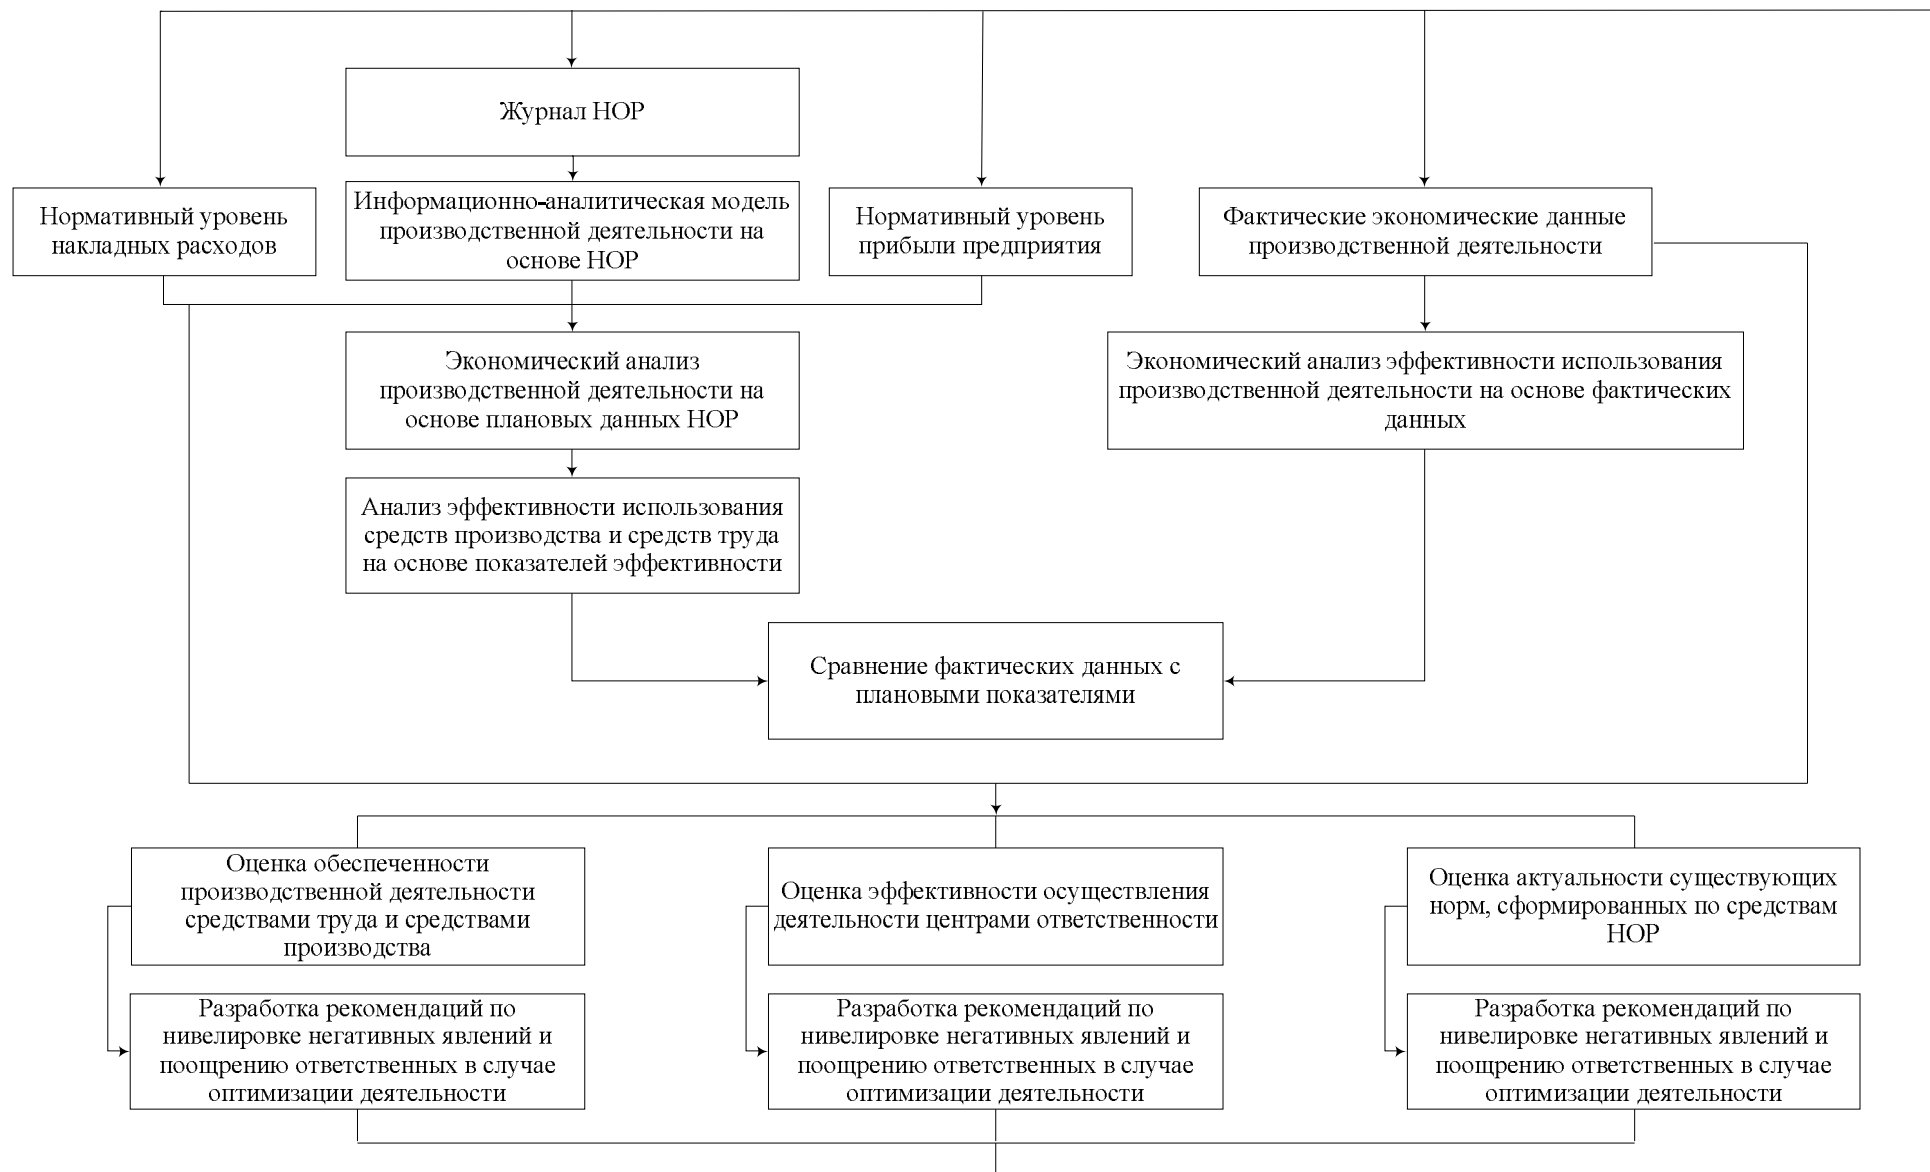 Журнал НОР
Нормативный уровень
накладных расходов
Информационно-аналитическая модель
производственной деятельности на
основе НОР
Нормативный уровень
прибыли предприятия
Фактические экономические данные
производственной деятельности
Экономический анализ
производственной деятельности на
основе плановых данных НОР
Экономический анализ эффективности использования
производственной деятельности на основе фактических
данных
Анализ эффективности использования
средств производства и средств труда
на основе показателей эффективности
Сравнение фактических данных с
плановыми показателями
Оценка обеспеченности
производственной деятельности
средствами труда и средствами
производства
Оценка эффективности осуществления
деятельности центрами ответственности
Оценка актуальности существующих
норм, сформированных по средствам
НОР
Разработка рекомендаций по
нивелировке негативных явлений и
поощрению ответственных в случае
оптимизации деятельности
Разработка рекомендаций по
нивелировке негативных явлений и
поощрению ответственных в случае
оптимизации деятельности
Разработка рекомендаций по
нивелировке негативных явлений и
поощрению ответственных в случае
оптимизации деятельности